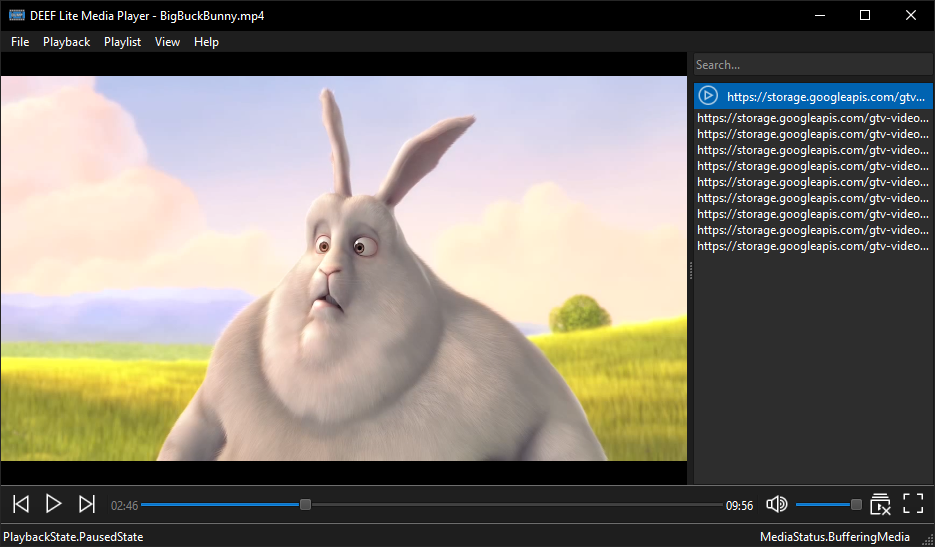 DEEF Lite Media Player - BigBuckBunny.mp4
File Playback Playlist View Help
Search...
https://storage.googleapis.com/gtv...
https://storage.googleapis.com/gtv-video...
https://storage.googleapis.com/gtv-video...
https://storage.googleapis.com/gtv-video...
https://storage.googleapis.com/gtv-video...
https://storage.googleapis.com/gtv-video...
https://storage.googleapis.com/gtv-video...
https://storage.googleapis.com/gtv-video...
https://storage.googleapis.com/gtv-video...
https://storage.googleapis.com/gtv-video...
02:46 09:56
PlaybackState.PausedState MediaStatus.BufferingMedia